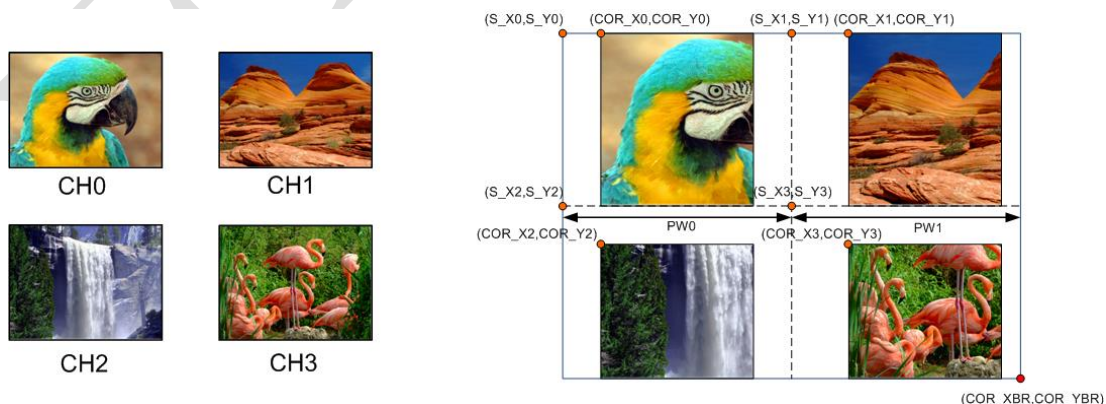 (S_X0,S_Y0) (COR_X0,COR_Y0) (S_X1,S_Y1) (COR_X1,COR_Y1)
CH0 CH1
(S_X2,S_Y2) (S_X3,S_Y3)
PW0 PW1
(COR_X2,COR_Y2) (COR_X3,COR_Y3)
CH2 CH3
(COR_XBR,COR_YBR)